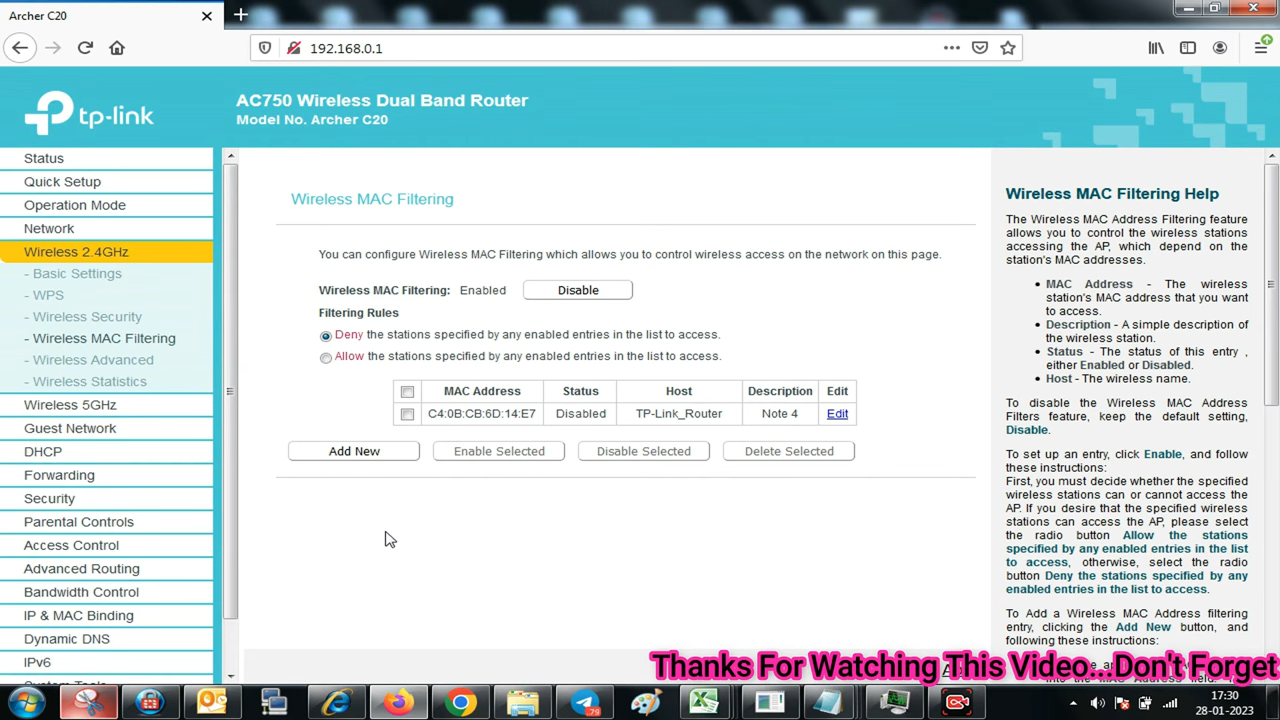 Archer C20
192.168.0.1
tp-link
AC750 Wireless Dual Band Router
Model No. Archer C20
Status
Quick Setup
Operation Mode
Network
Wireless 2.4GHz
- Basic Settings
- WPS
- Wireless Security
- Wireless MAC Filtering
- Wireless Advanced
- Wireless Statistics
Wireless 5GHz
Guest Network
DHCP
Forwarding
Security
Parental Controls
Access Control
Advanced Routing
Bandwidth Control
IP & MAC Binding
Dynamic DNS
IPv6
Wireless MAC Filtering
You can configure Wireless MAC Filtering which allows you to control wireless access on the network on this page.
Wireless MAC Filtering: Enabled Disable
Filtering Rules
Deny the stations specified by any enabled entries in the list to access.
Allow the stations specified by any enabled entries in the list to access.
MAC Address Status Host Description Edit
C4:0B:CB:6D:14:E7 Disabled TP-Link_Router Note 4 Edit
Add New Enable Selected Disable Selected Delete Selected
Wireless MAC Filtering Help
The Wireless MAC Address Filtering feature
allows you to control the wireless stations
accessing the AP, which depend on the
station's MAC addresses.
• MAC Address - The wireless
station's MAC address that you want
to access.
• Description - A simple description of
the wireless station.
• Status - The status of this entry ,
either Enabled or Disabled.
• Host - The wireless name.
To disable the Wireless MAC Address
Filters feature, keep the default setting,
Disable.
To set up an entry, click Enable, and follow
these instructions:
First, you must decide whether the specified
wireless stations can or cannot access the
AP. If you desire that the specified wireless
stations can access the AP, please select
the radio button Allow the stations
specified by any enabled entries in the list
to access, otherwise, select the radio
button Deny the stations specified by any
enabled entries in the list to access.
To Add a Wireless MAC Address filtering
entry, clicking the Add New button, and
following these instructions:
Thanks For Watching This Video...Don't Forget
79
17:30
28-01-2023